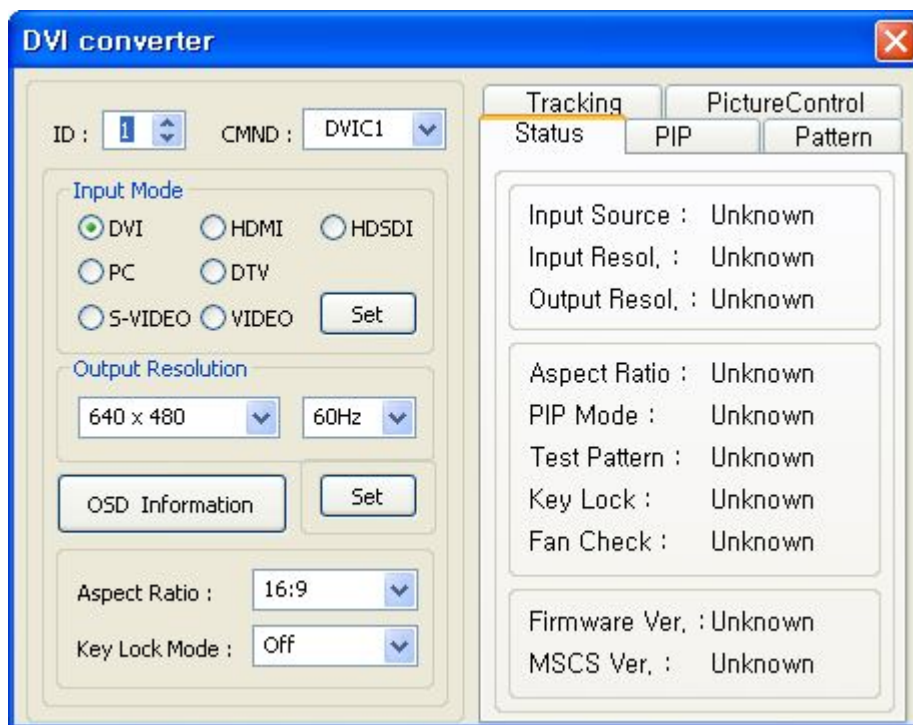 DVI converter
ID : 1 CMND : DVIC1
Input Mode
DVI HDMI HDSDI
PC DTV
S-VIDEO VIDEO Set
Output Resolution
640 x 480 60Hz
OSD Information Set
Aspect Ratio : 16:9
Key Lock Mode : Off
Tracking PictureControl
Status PIP Pattern
Input Source : Unknown
Input Resol, : Unknown
Output Resol, : Unknown
Aspect Ratio : Unknown
PIP Mode : Unknown
Test Pattern : Unknown
Key Lock : Unknown
Fan Check : Unknown
Firmware Ver, : Unknown
MSCS Ver, : Unknown